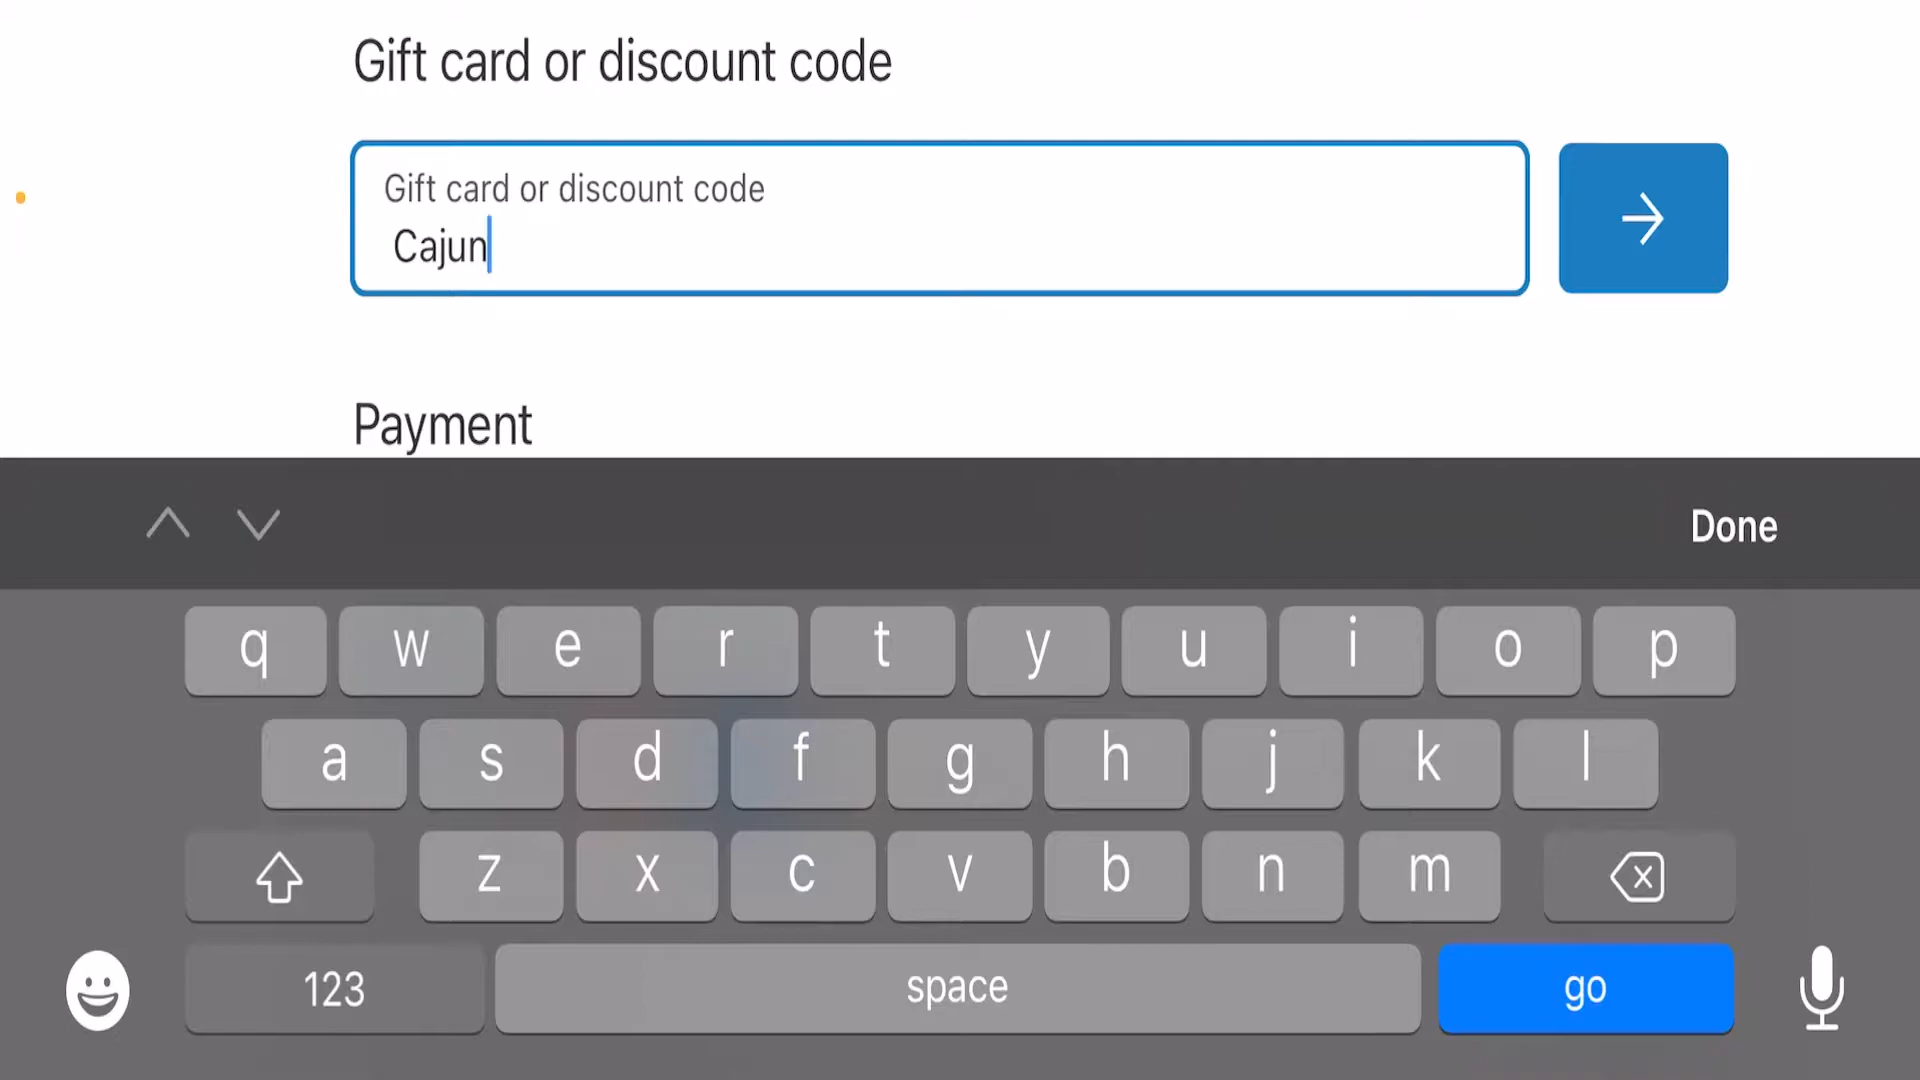 Gift card or discount code
Gift card or discount code
Cajun
Payment
Done
q w e r t y u i o p
a s d f g h j k l
z x c v b n m
123 space go